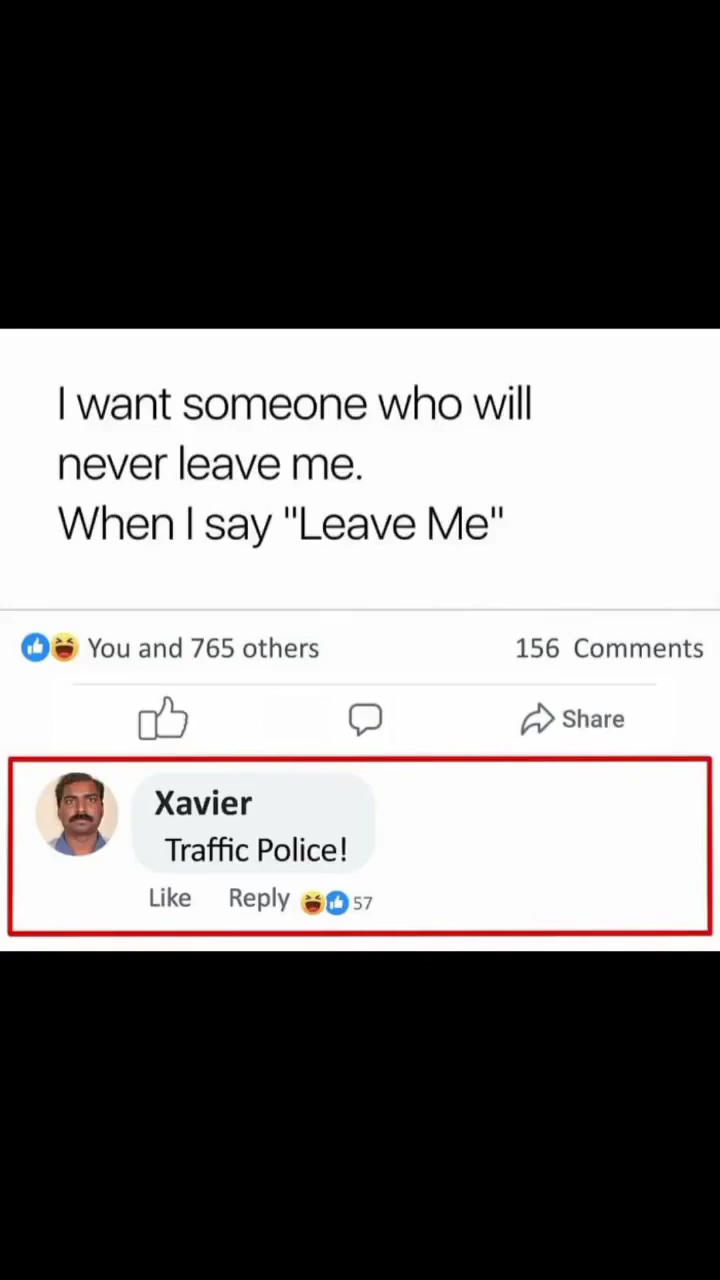 I want someone who will
never leave me.
When I say "Leave Me"
You and 765 others 156 Comments
Share
Xavier
Traffic Police!
Like Reply 57